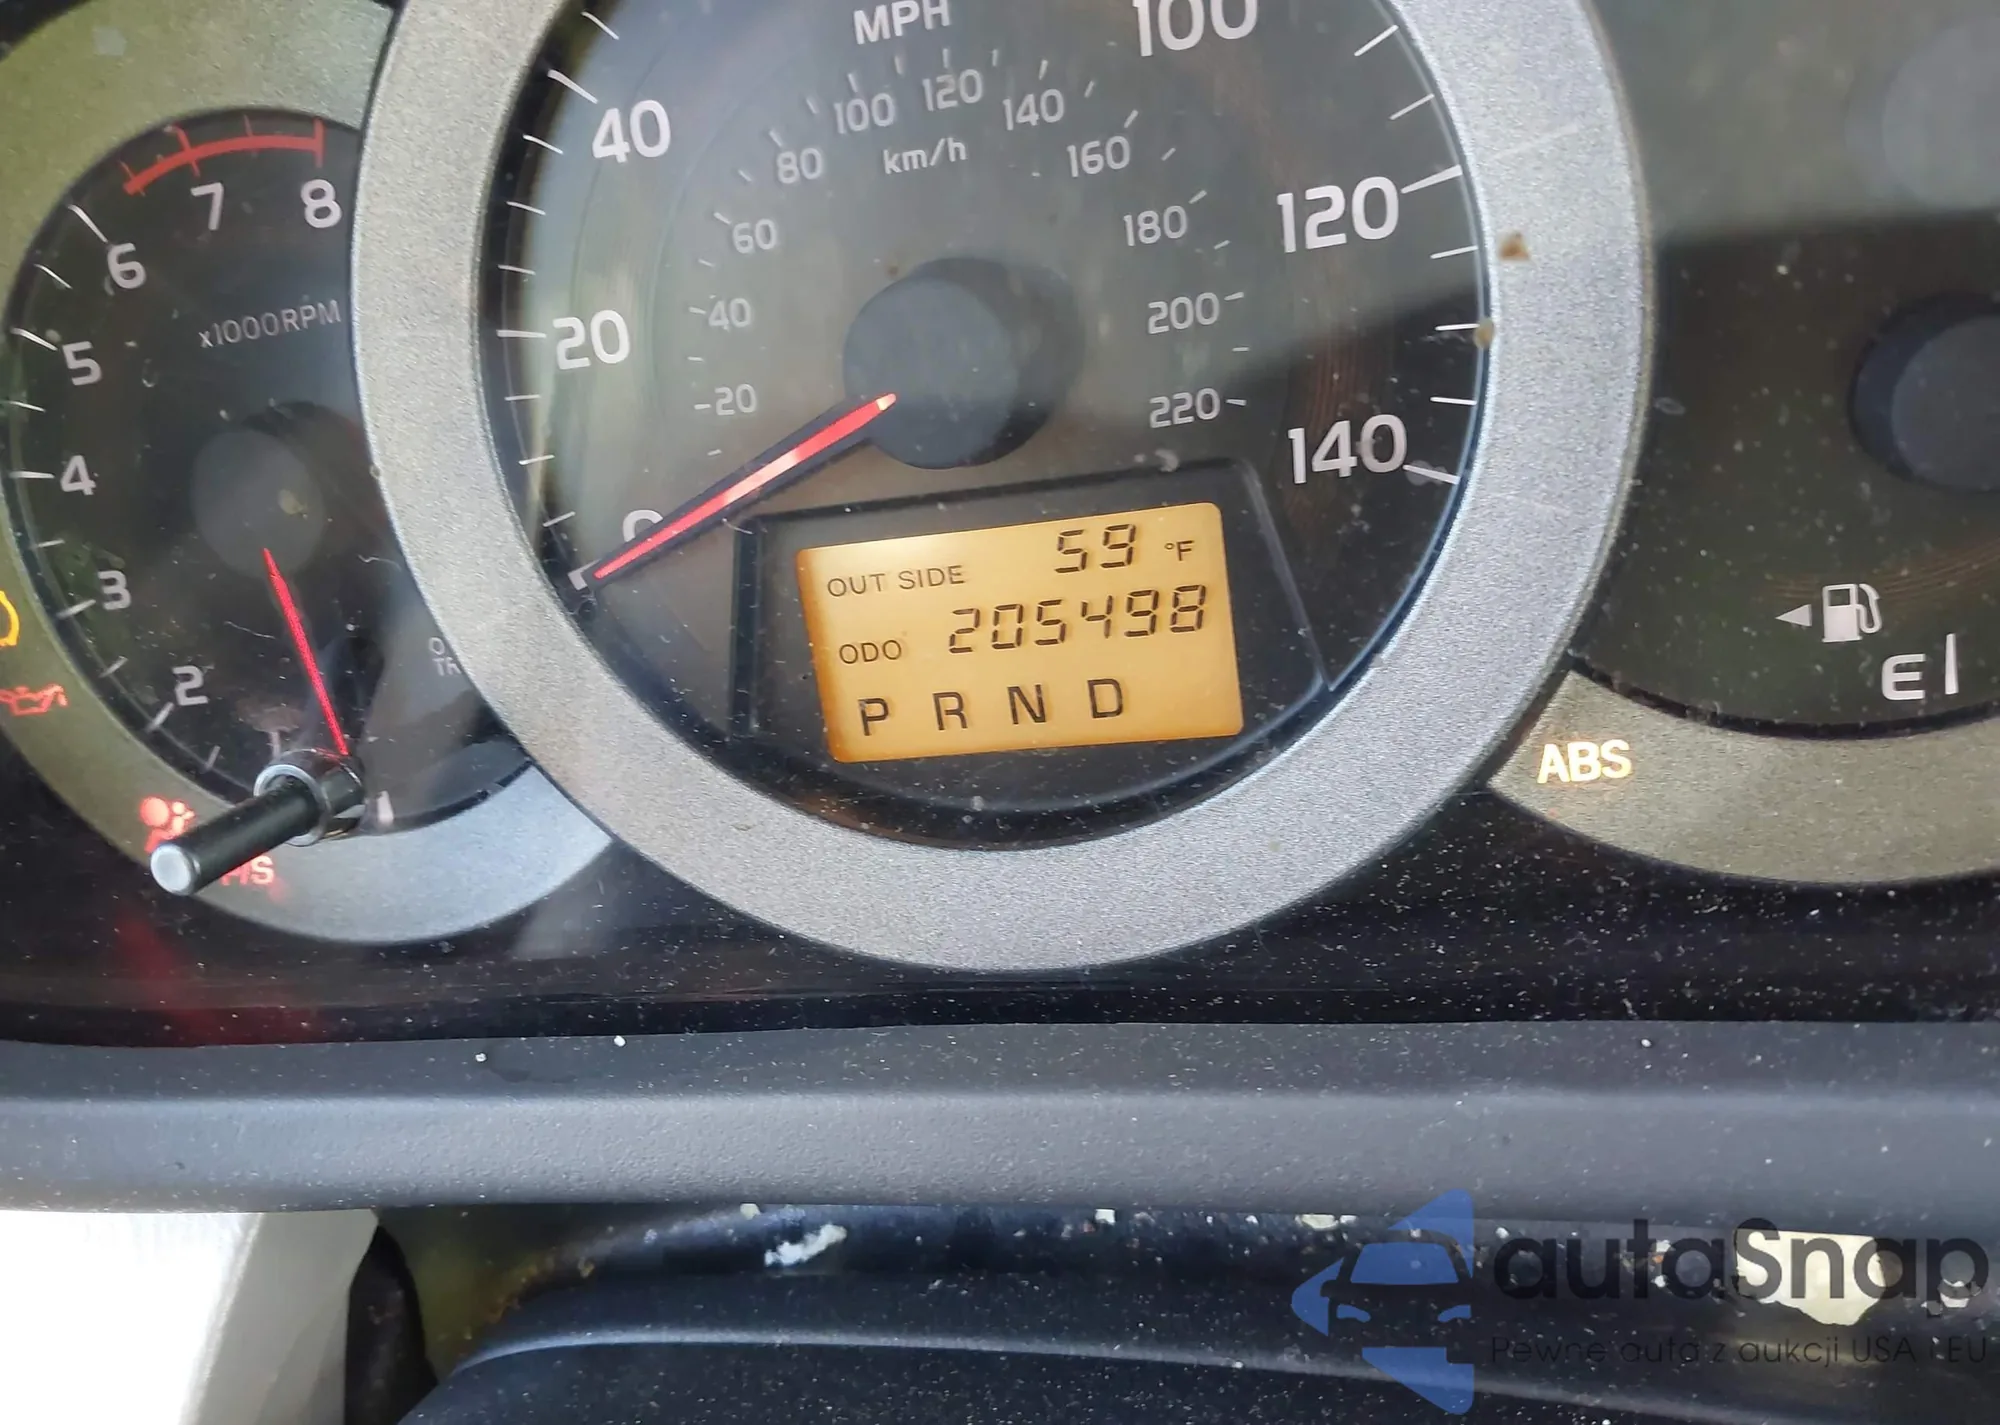 MPH
100
40
100 120 140
80 km/h 160
60 180
120
40 200
20
20 220
140
0
7 8
6
x1000RPM
5
4
3
2
OUT SIDE 59 °F
ODO 205498
P R N D
E
ABS
autaSnap
Pewne auta z aukcji USA i EU